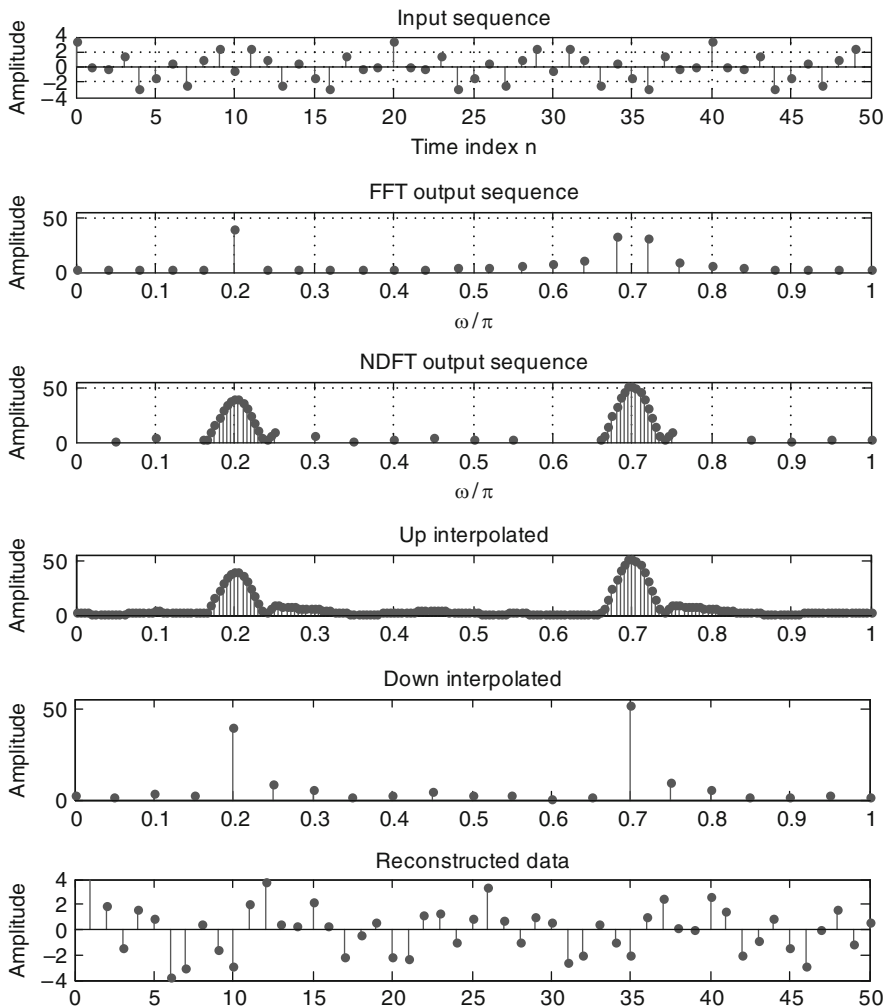 Input sequence
Amplitude
4
2
0
−2
−4
0 5 10 15 20 25 30 35 40 45 50
Time index n
FFT output sequence
Amplitude
50
0
0 0.1 0.2 0.3 0.4 0.5 0.6 0.7 0.8 0.9 1
ω/π
NDFT output sequence
Amplitude
50
0
0 0.1 0.2 0.3 0.4 0.5 0.6 0.7 0.8 0.9 1
ω/π
Up interpolated
Amplitude
50
0
0 0.1 0.2 0.3 0.4 0.5 0.6 0.7 0.8 0.9 1
Down interpolated
Amplitude
50
0
0 0.1 0.2 0.3 0.4 0.5 0.6 0.7 0.8 0.9 1
Reconstructed data
Amplitude
4
2
0
−2
−4
0 5 10 15 20 25 30 35 40 45 50